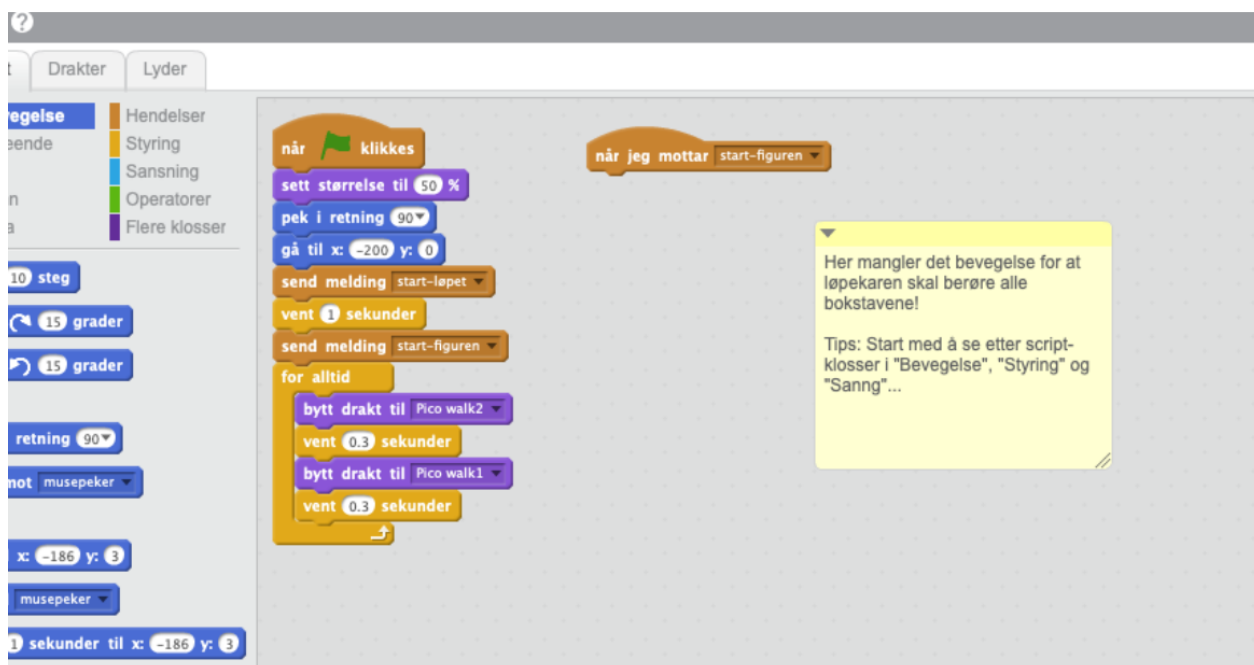 ?
Drakter
Lyder
Hendelser
Styring
Sansning
Operatorer
Flere klosser
10 steg
15 grader
15 grader
retning 90
musepeker
x: -186 y: 3
musepeker
1 sekunder til x: -186 y: 3
når klikkes
sett størrelse til 50 %
pek i retning 90
gå til x: -200 y: 0
send melding start-løpet
vent 1 sekunder
send melding start-figuren
for alltid
bytt drakt til Pico walk2
vent 0.3 sekunder
bytt drakt til Pico walk1
vent 0.3 sekunder
når jeg mottar start-figuren
Her mangler det bevegelse for at
løpekaren skal berøre alle
bokstavene!
Tips: Start med å se etter script-
klosser i "Bevegelse", "Styring" og
"Sanng"...